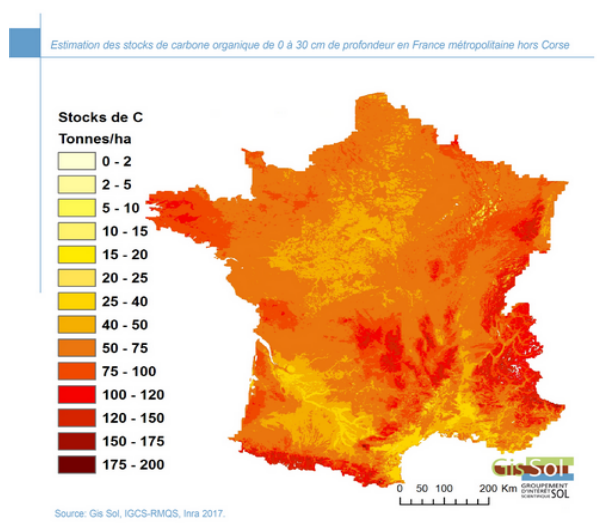 Estimation des stocks de carbone organique de 0 à 30 cm de profondeur en France métropolitaine hors Corse
Stocks de C
Tonnes/ha
0 - 2
2 - 5
5 - 10
10 - 15
15 - 20
20 - 25
25 - 40
40 - 50
50 - 75
75 - 100
100 - 120
120 - 150
150 - 175
175 - 200
GisSol
GROUPEMENT
D'INTÉRÊT
SCIENTIFIQUE SOL
0 50 100 200 Km
Source: Gis Sol, IGCS-RMQS, Inra 2017.